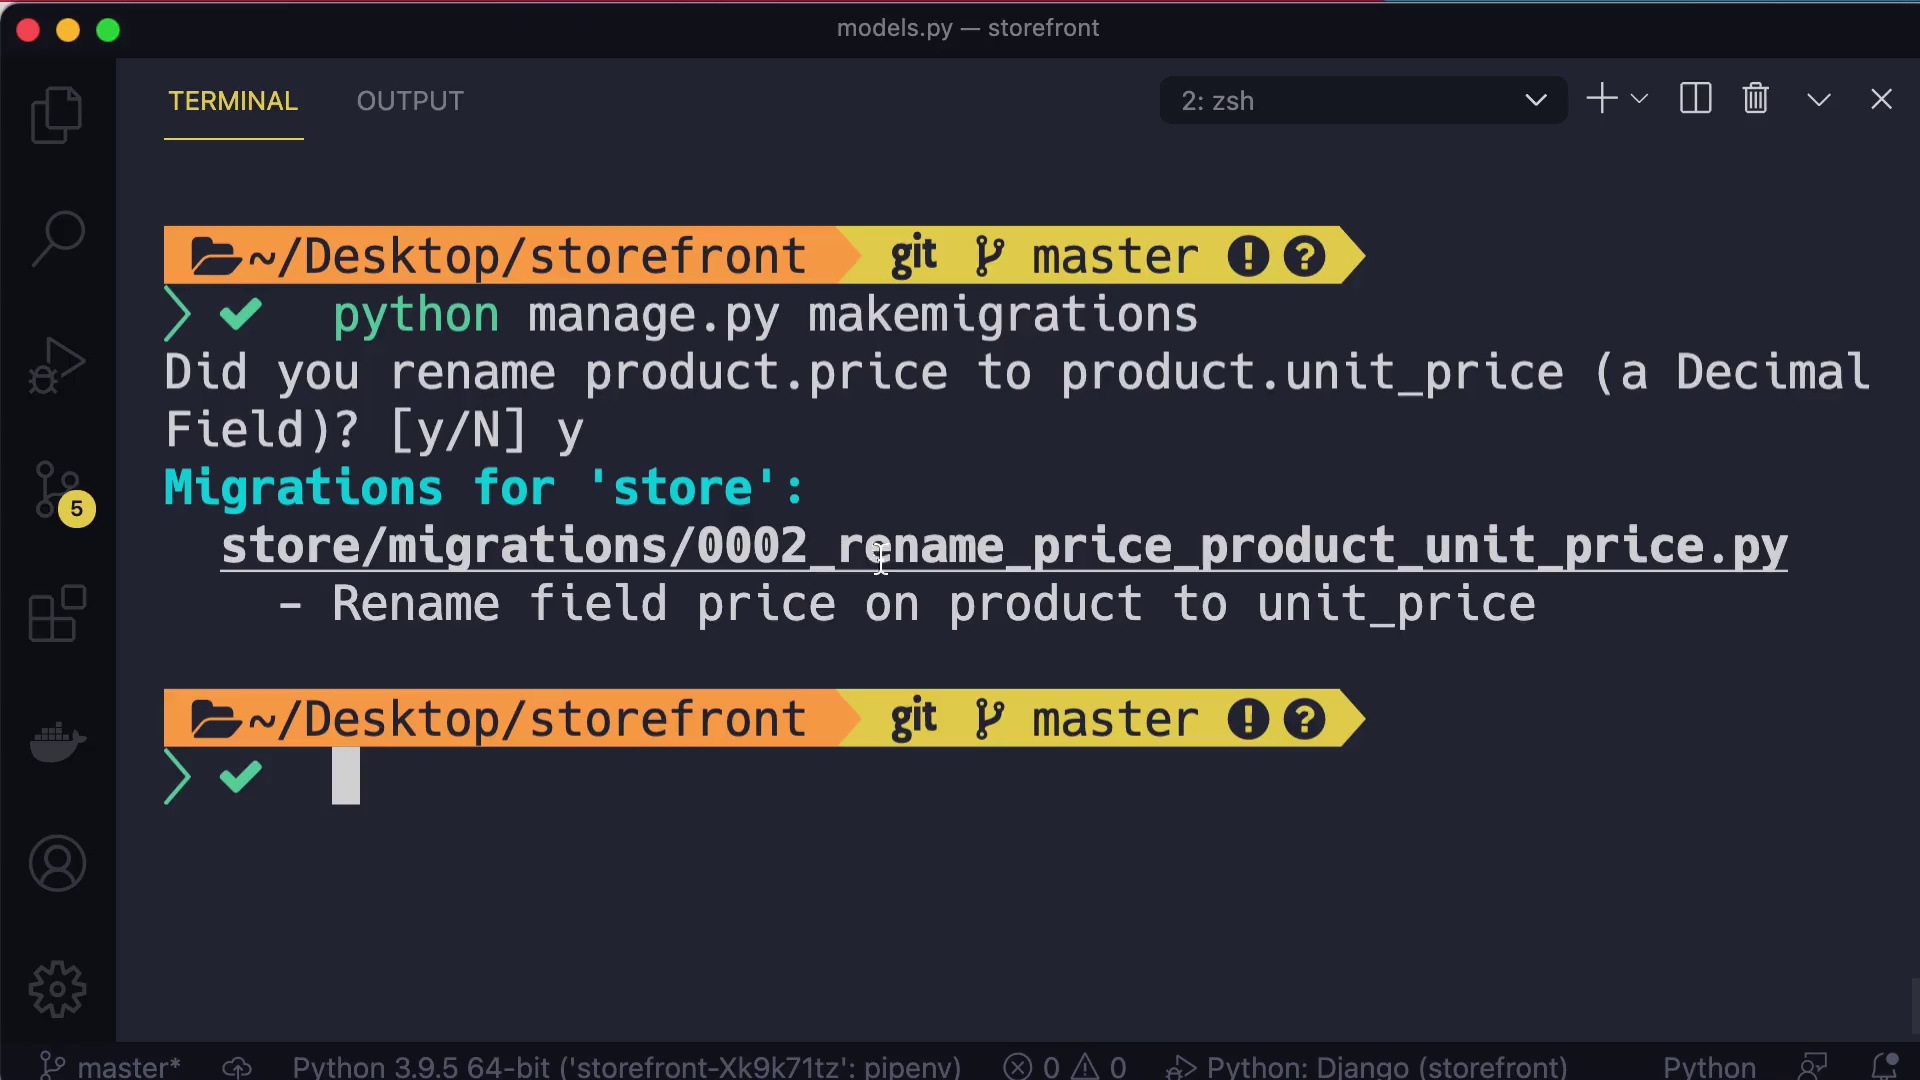 models.py — storefront
TERMINAL OUTPUT 2: zsh
~/Desktop/storefront git master ! ?
python manage.py makemigrations
Did you rename product.price to product.unit_price (a Decimal
Field)? [y/N] y
Migrations for 'store':
store/migrations/0002_rename_price_product_unit_price.py
- Rename field price on product to unit_price
~/Desktop/storefront git master ! ?
5
master* Python 3.9.5 64-bit ('storefront-Xk9k71tz': pipenv) 0 0 Python: Django (storefront) Python